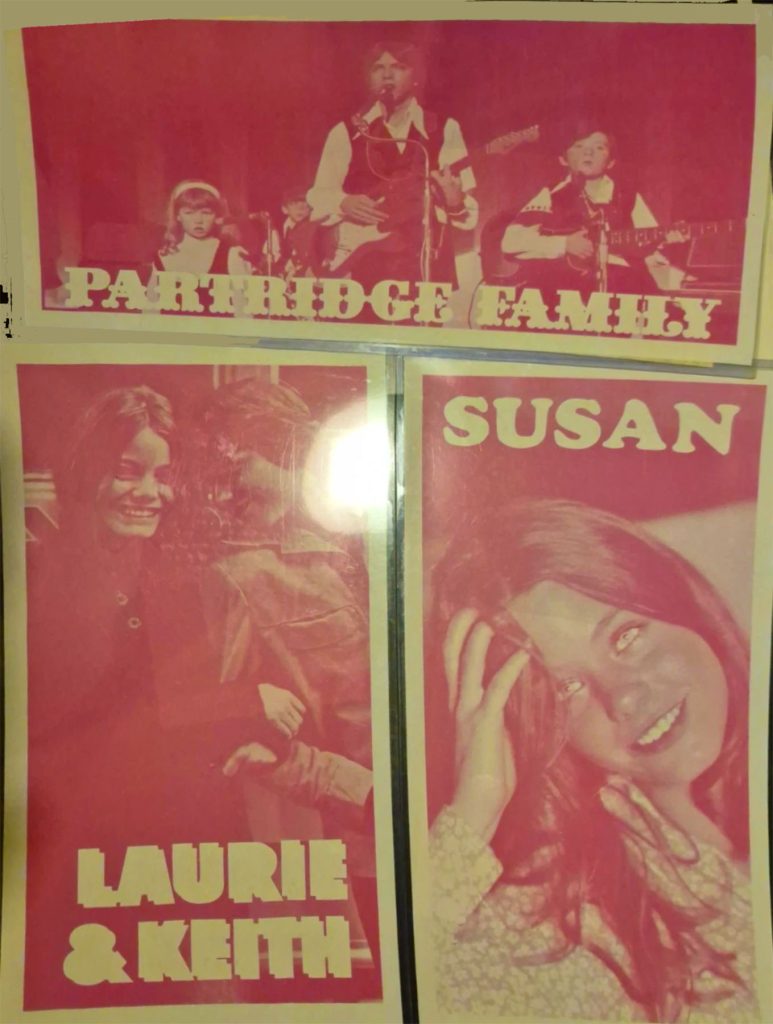 PARTRIDGE FAMILY
SUSAN
LAURIE
& KEITH